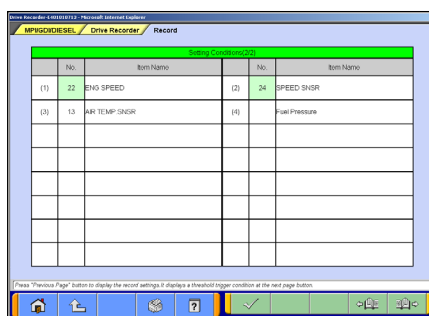 Drive Recorder-E401010713 - Microsoft Internet Explorer
MPI/GDI/DIESEL Drive Recorder Record
Setting Conditions(2/2)
No. Item Name No. Item Name
(1) 22 ENG SPEED (2) 24 SPEED SNSR
(3) 13 AIR TEMP.SNSR (4) Fuel Pressure
Press "Previous Page" button to display the record settings.It displays a threshold trigger condition at the next page button.
?